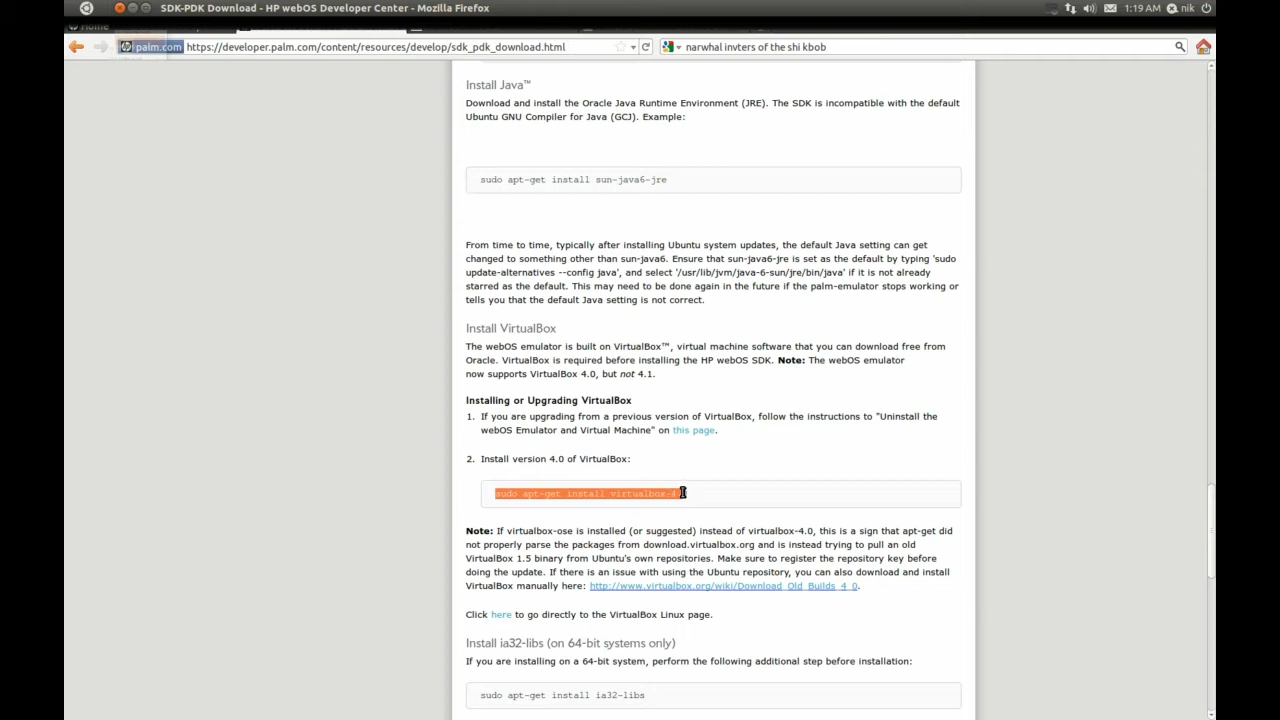 SDK-PDK Download - HP webOS Developer Center - Mozilla Firefox
1:19 AM nik
Home
palm.com https://developer.palm.com/content/resources/develop/sdk_pdk_download.html
narwhal invters of the shi kbob
Install Java™
Download and install the Oracle Java Runtime Environment (JRE). The SDK is incompatible with the default
Ubuntu GNU Compiler for Java (GCJ). Example:
sudo apt-get install sun-java6-jre
From time to time, typically after installing Ubuntu system updates, the default Java setting can get
changed to something other than sun-java6. Ensure that sun-java6-jre is set as the default by typing 'sudo
update-alternatives --config java', and select '/usr/lib/jvm/java-6-sun/jre/bin/java' if it is not already
starred as the default. This may need to be done again in the future if the palm-emulator stops working or
tells you that the default Java setting is not correct.
Install VirtualBox
The webOS emulator is built on VirtualBox™, virtual machine software that you can download free from
Oracle. VirtualBox is required before installing the HP webOS SDK. Note: The webOS emulator
now supports VirtualBox 4.0, but not 4.1.
Installing or Upgrading VirtualBox
1. If you are upgrading from a previous version of VirtualBox, follow the instructions to "Uninstall the
webOS Emulator and Virtual Machine" on this page.
2. Install version 4.0 of VirtualBox:
sudo apt-get install virtualbox-4
Note: If virtualbox-ose is installed (or suggested) instead of virtualbox-4.0, this is a sign that apt-get did
not properly parse the packages from download.virtualbox.org and is instead trying to pull an old
VirtualBox 1.5 binary from Ubuntu's own repositories. Make sure to register the repository key before
doing the update. If there is an issue with using the Ubuntu repository, you can also download and install
VirtualBox manually here: http://www.virtualbox.org/wiki/Download_Old_Builds_4_0.
Click here to go directly to the VirtualBox Linux page.
Install ia32-libs (on 64-bit systems only)
If you are installing on a 64-bit system, perform the following additional step before installation:
sudo apt-get install ia32-libs